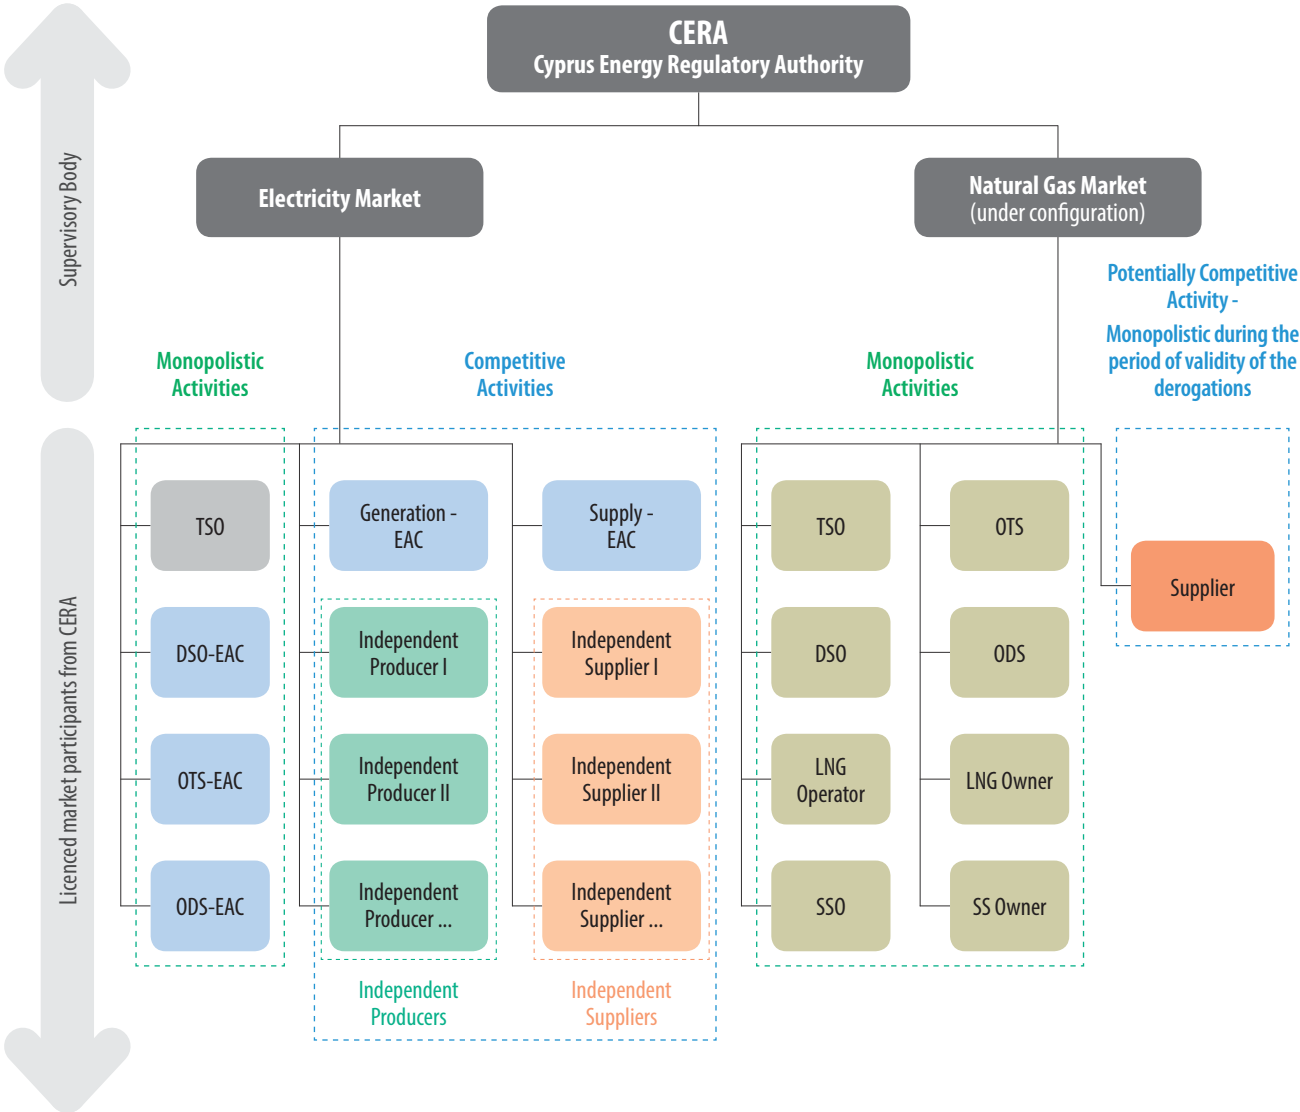 CERA
Cyprus Energy Regulatory Authority
Supervisory Body
Electricity Market
Natural Gas Market
(under configuration)
Monopolistic
Activities
Competitive
Activities
Monopolistic
Activities
Potentially Competitive
Activity -
Monopolistic during the
period of validity of the
derogations
Licenced market participants from CERA
TSO
DSO-EAC
OTS-EAC
ODS-EAC
Generation -
EAC
Independent
Producer I
Independent
Producer II
Independent
Producer ...
Independent
Producers
Supply -
EAC
Independent
Supplier I
Independent
Supplier II
Independent
Supplier ...
Independent
Suppliers
TSO
DSO
LNG
Operator
SSO
OTS
ODS
LNG Owner
SS Owner
Supplier